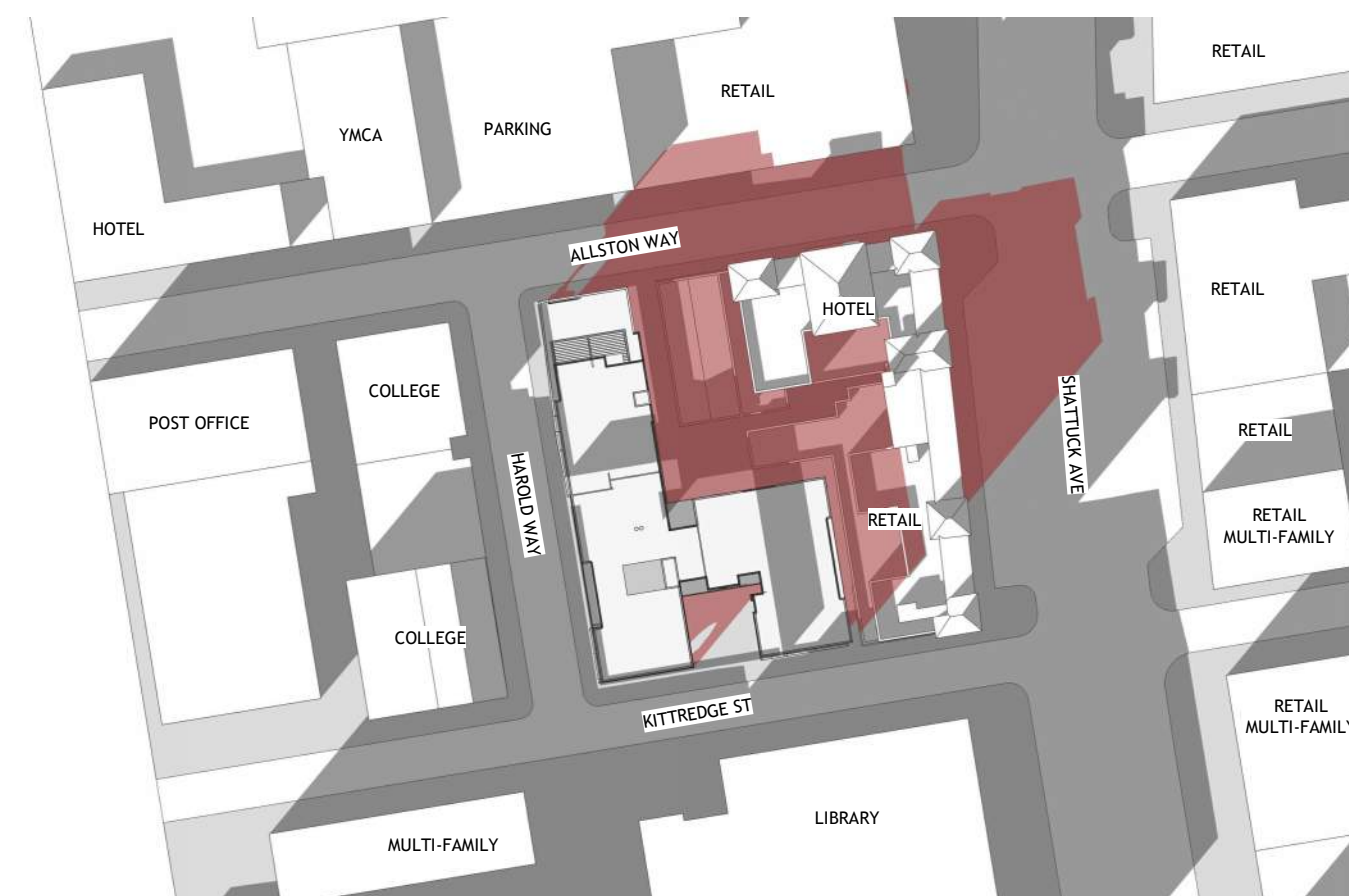 RETAIL
RETAIL
YMCA
PARKING
HOTEL
ALLSTON WAY
HOTEL
RETAIL
COLLEGE
POST OFFICE
SHATTUCK AVE
RETAIL
HAROLD WAY
RETAIL
RETAIL
MULTI-FAMILY
COLLEGE
KITTREDGE ST
RETAIL
MULTI-FAMILY
LIBRARY
MULTI-FAMILY